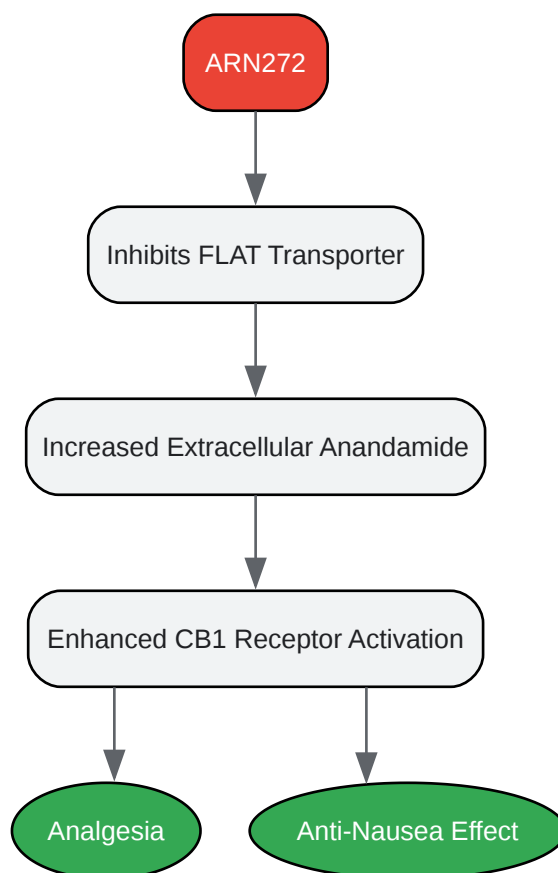 ARN272
Inhibits FLAT Transporter
Increased Extracellular Anandamide
Enhanced CB1 Receptor Activation
Analgesia
Anti-Nausea Effect